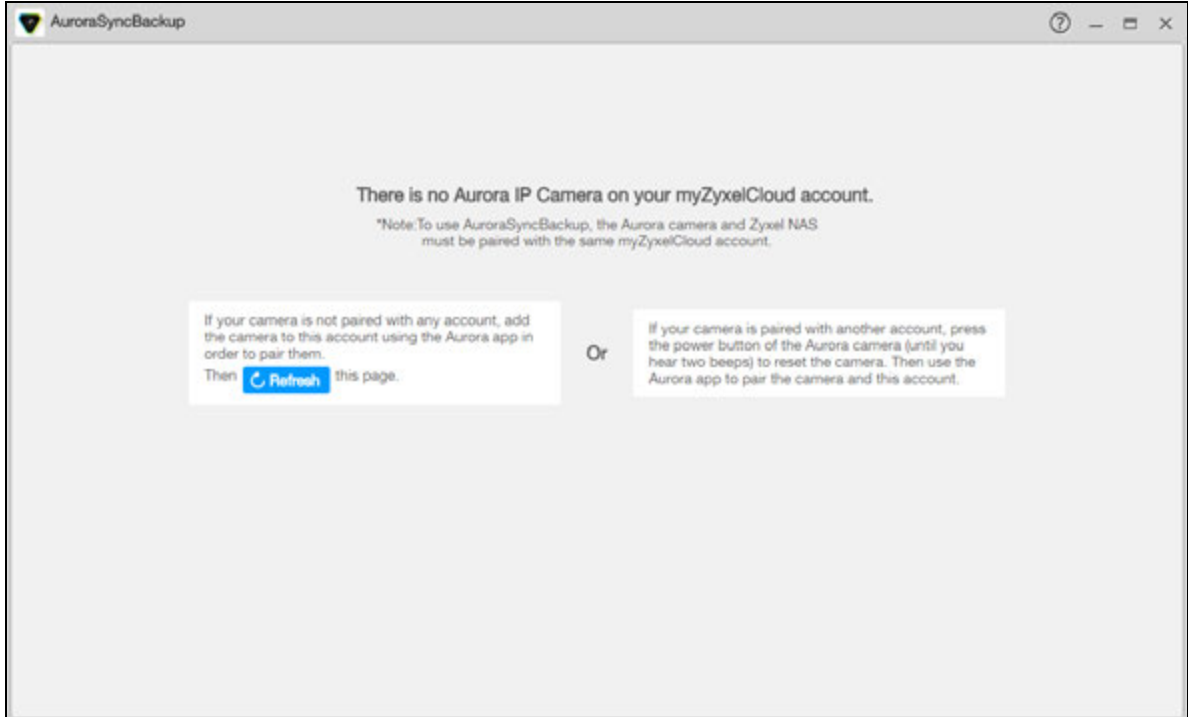 AuroraSyncBackup
There is no Aurora IP Camera on your myZyxelCloud account.
*Note:To use AuroraSyncBackup, the Aurora camera and Zyxel NAS
must be paired with the same myZyxelCloud account.
If your camera is not paired with any account, add
the camera to this account using the Aurora app in
order to pair them.
Then Refresh this page.
Or
If your camera is paired with another account, press
the power button of the Aurora camera (until you
hear two beeps) to reset the camera. Then use the
Aurora app to pair the camera and this account.